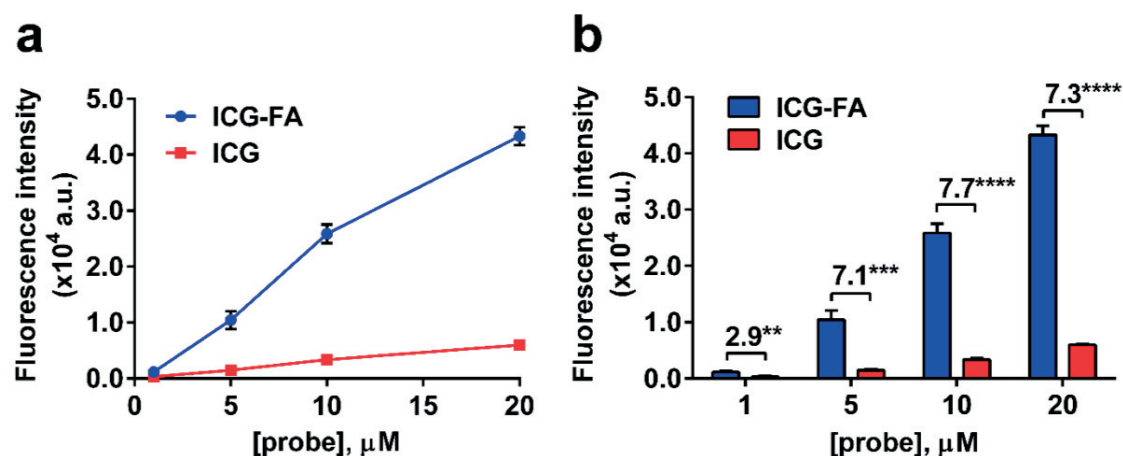 a
Fluorescence intensity
(x10⁴ a.u.)
5.0
4.0
3.0
2.0
1.0
0.0
ICG-FA
ICG
0
5
10
15
20
[probe], μM
b
Fluorescence intensity
(x10⁴ a.u.)
5.0
4.0
3.0
2.0
1.0
0.0
ICG-FA
ICG
2.9**
7.1***
7.7****
7.3****
1
5
10
20
[probe], μM